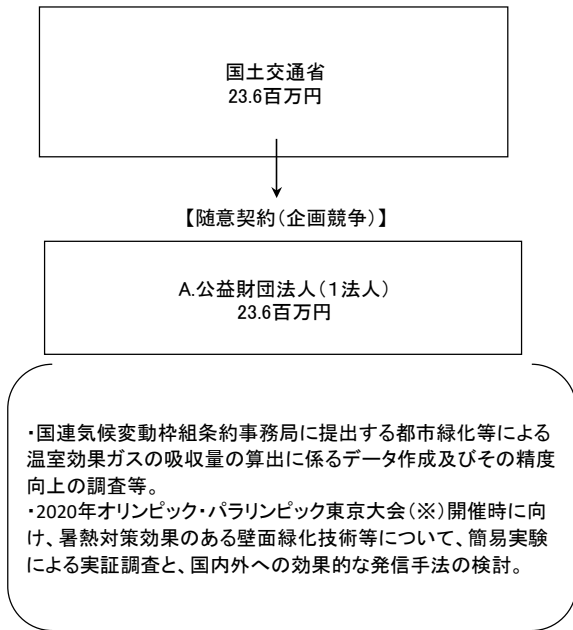 国土交通省
23.6百万円
【随意契約(企画競争)】
A.公益財団法人(1法人)
23.6百万円
・国連気候変動枠組条約事務局に提出する都市緑化等による
温室効果ガスの吸収量の算出に係るデータ作成及びその精度
向上の調査等。
・2020年オリンピック・パラリンピック東京大会(※)開催時に向
け、暑熱対策効果のある壁面緑化技術等について、簡易実験
による実証調査と、国内外への効果的な発信手法の検討。